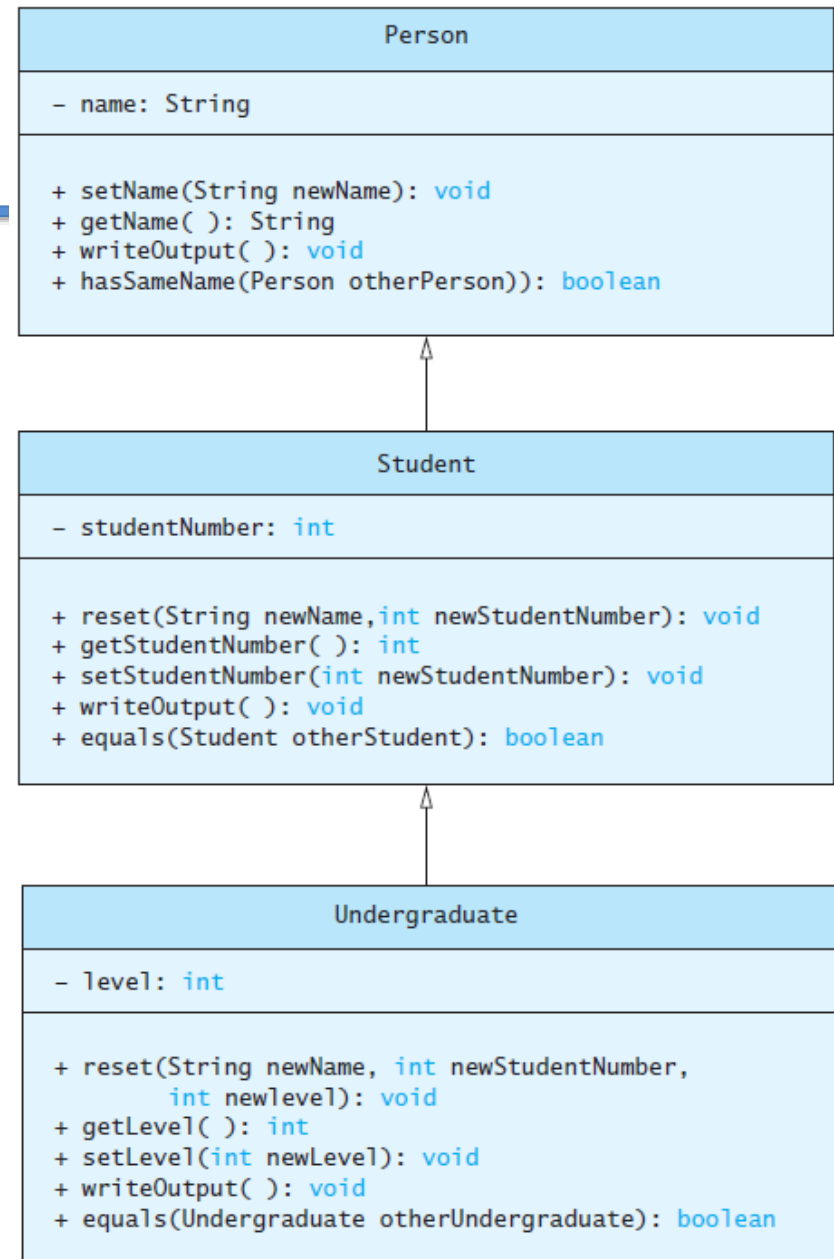 Person
– name: String
+ setName(String newName): void
+ getName( ): String
+ writeOutput( ): void
+ hasSameName(Person otherPerson)): boolean
Student
– studentNumber: int
+ reset(String newName,int newStudentNumber): void
+ getStudentNumber( ): int
+ setStudentNumber(int newStudentNumber): void
+ writeOutput( ): void
+ equals(Student otherStudent): boolean
Undergraduate
– level: int
+ reset(String newName, int newStudentNumber,
int newlevel): void
+ getLevel( ): int
+ setLevel(int newLevel): void
+ writeOutput( ): void
+ equals(Undergraduate otherUndergraduate): boolean